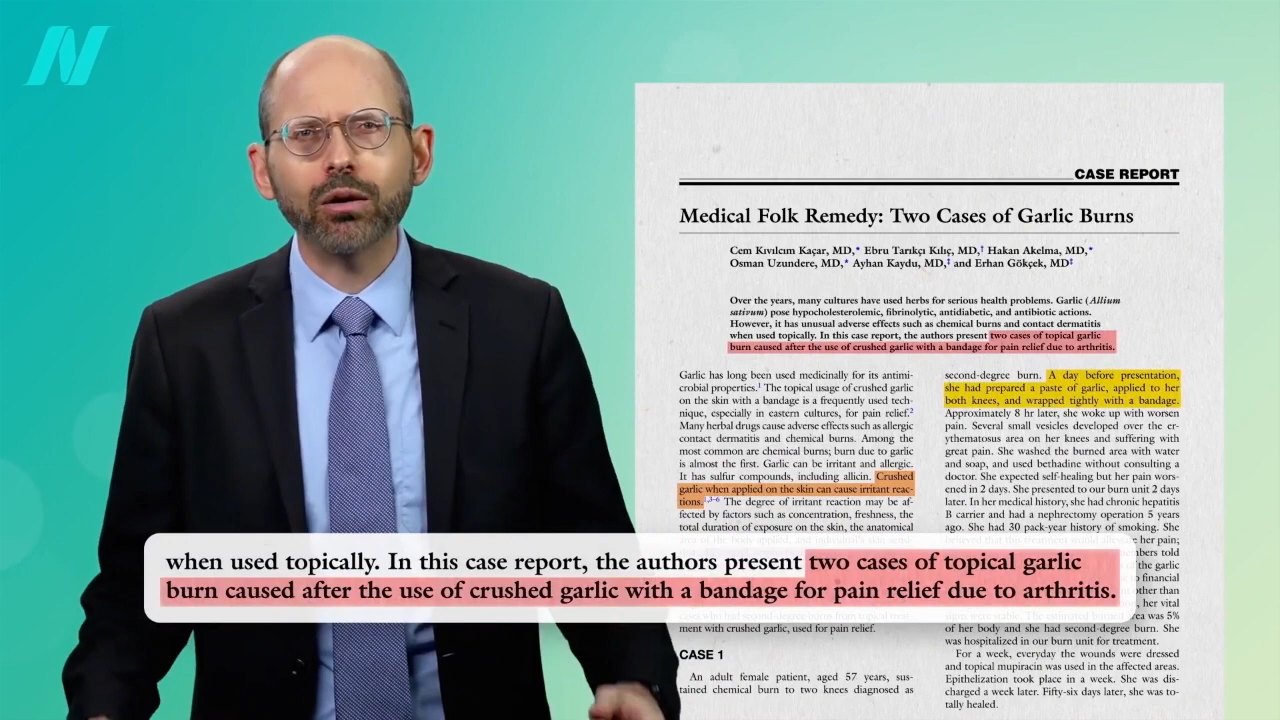 CASE REPORT
Medical Folk Remedy: Two Cases of Garlic Burns
Cem Kıvılcım Kaçar, MD,* Ebru Tarıkçı Kılıç, MD,† Hakan Akelma, MD,*
Osman Uzundere, MD,* Ayhan Kaydu, MD,‡ and Erhan Gökçek, MD‡
Over the years, many cultures have used herbs for serious health problems. Garlic (Allium
sativum) pose hypocholesterolemic, fibrinolytic, antidiabetic, and antibiotic actions.
However, it has unusual adverse effects such as chemical burns and contact dermatitis
when used topically. In this case report, the authors present two cases of topical garlic
burn caused after the use of crushed garlic with a bandage for pain relief due to arthritis.
Garlic has long been used medicinally for its antimi-
crobial properties.1 The topical usage of crushed garlic
on the skin with a bandage is a frequently used tech-
nique, especially in eastern cultures, for pain relief.2
Many herbal drugs cause adverse effects such as allergic
contact dermatitis and chemical burns. Among the
most common are chemical burns; burn due to garlic
is almost the first. Garlic can be irritant and allergic.
It has sulfur compounds, including allicin. Crushed
garlic when applied on the skin can cause irritant reac-
tions.1,3–6 The degree of irritant reaction may be af-
fected by factors such as concentration, freshness, the
total duration of exposure on the skin, the anatomical
ment with crushed garlic, used for pain relief.
CASE 1
An adult female patient, aged 57 years, sus-
tained chemical burn to two knees diagnosed as
second-degree burn. A day before presentation,
she had prepared a paste of garlic, applied to her
both knees, and wrapped tightly with a bandage.
Approximately 8 hr later, she woke up with worsen
pain. Several small vesicles developed over the er-
ythematous area on her knees and suffering with
great pain. She washed the burned area with water
and soap, and used bethadine without consulting a
doctor. She expected self-healing but her pain wors-
ened in 2 days. She presented to our burn unit 2 days
later. In her medical history, she had chronic hepatitis
B carrier and had a nephrectomy operation 5 years
ago. She had 30 pack-year history of smoking. She
her pain;
told
the garlic
financial
other than
, her vital
area was 5%
of her body and she had second-degree burn. She
was hospitalized in our burn unit for treatment.
For a week, everyday the wounds were dressed
and topical mupiracin was used in the affected areas.
Epithelization took place in a week. She was dis-
charged a week later. Fifty-six days later, she was to-
tally healed.
when used topically. In this case report, the authors present two cases of topical garlic
burn caused after the use of crushed garlic with a bandage for pain relief due to arthritis.